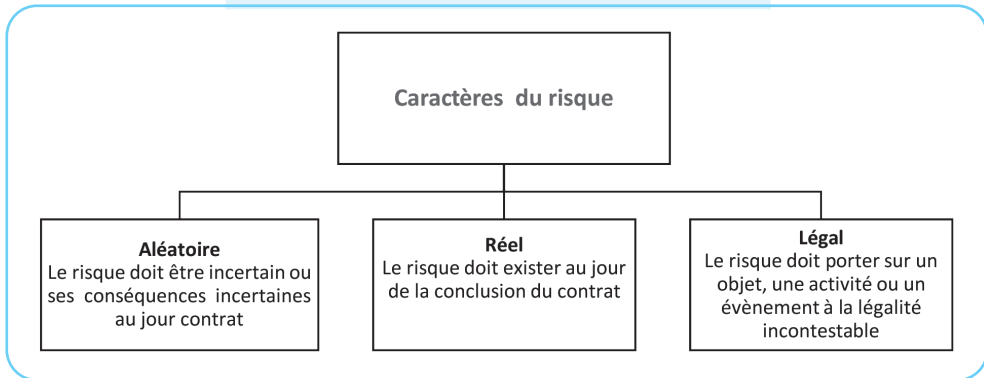 Caractères du risque
Aléatoire
Le risque doit être incertain ou
ses conséquences incertaines
au jour contrat
Réel
Le risque doit exister au jour
de la conclusion du contrat
Légal
Le risque doit porter sur un
objet, une activité ou un
évènement à la légalité
incontestable